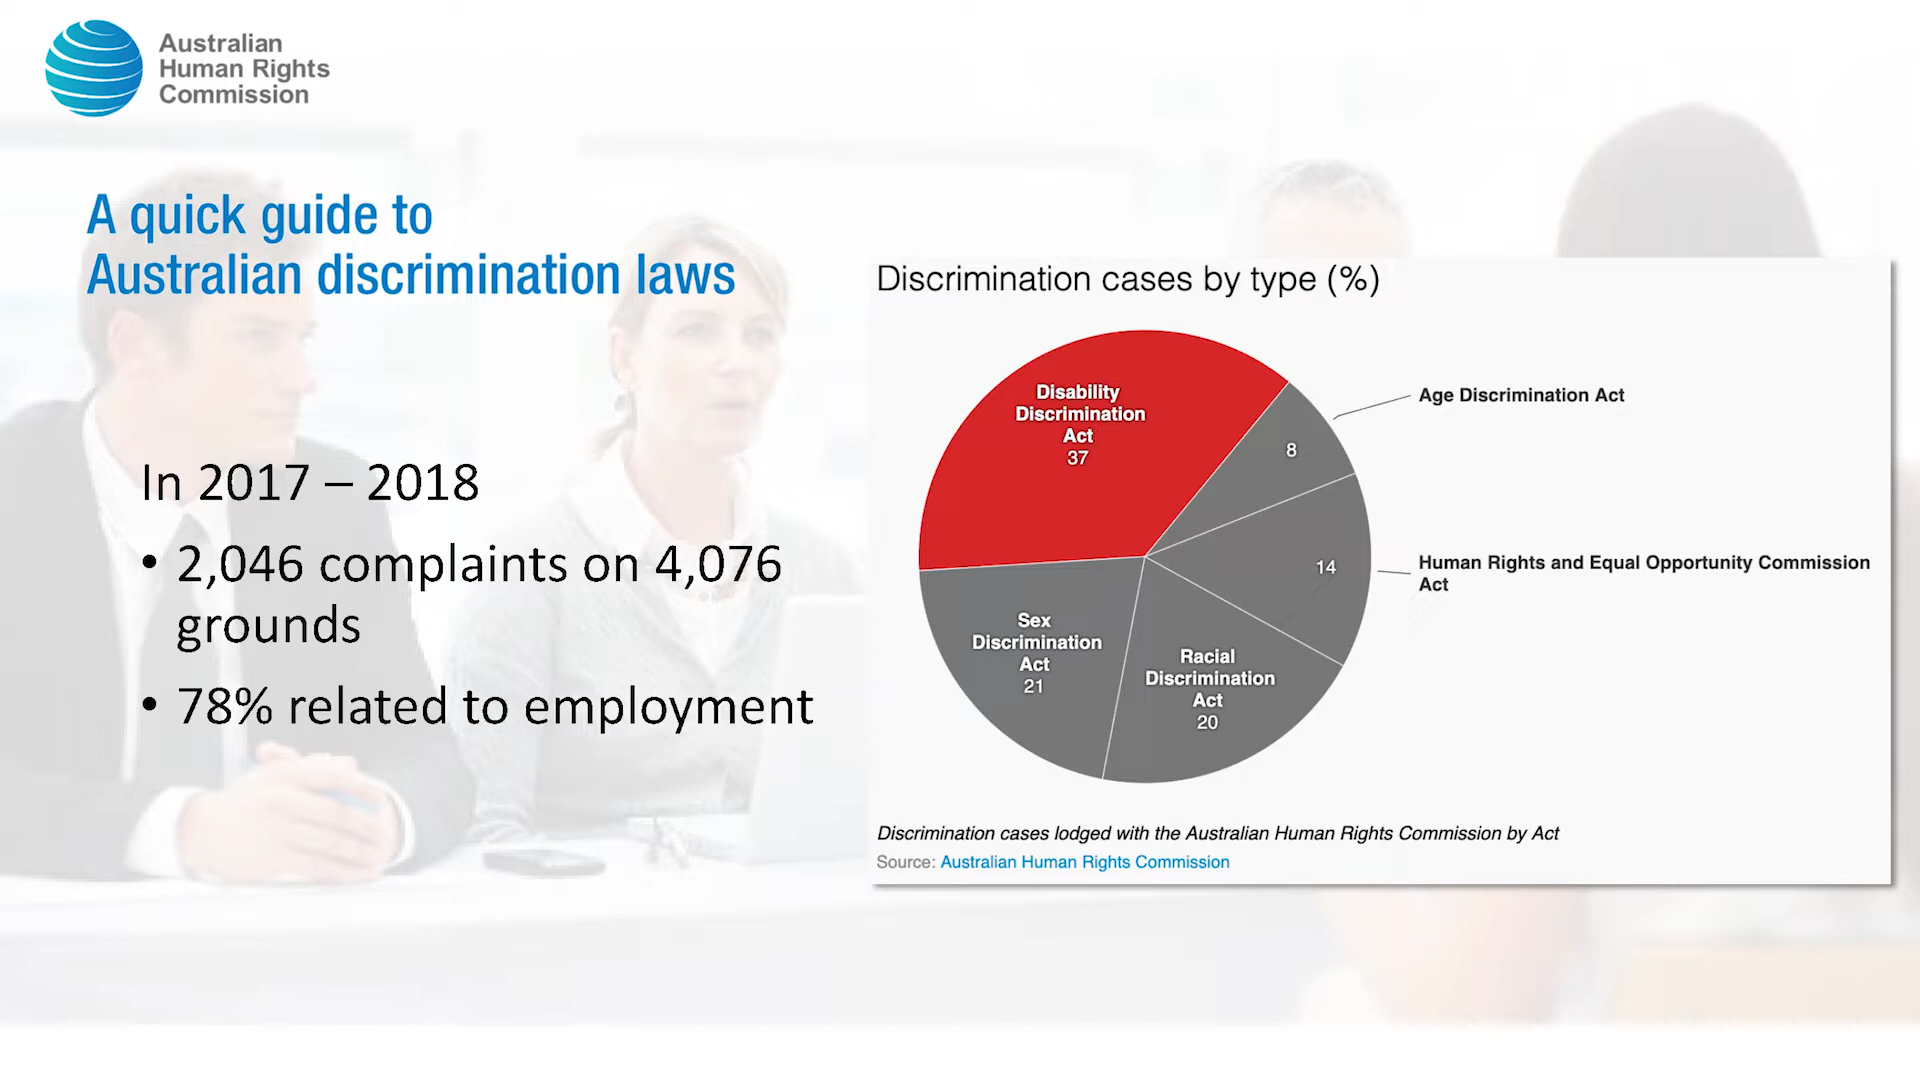 Australian
Human Rights
Commission
A quick guide to
Australian discrimination laws
In 2017 – 2018
• 2,046 complaints on 4,076
grounds
• 78% related to employment
Discrimination cases by type (%)
Disability
Discrimination
Act
37
8
Age Discrimination Act
14
Human Rights and Equal Opportunity Commission
Act
Sex
Discrimination
Act
21
Racial
Discrimination
Act
20
Discrimination cases lodged with the Australian Human Rights Commission by Act
Source: Australian Human Rights Commission